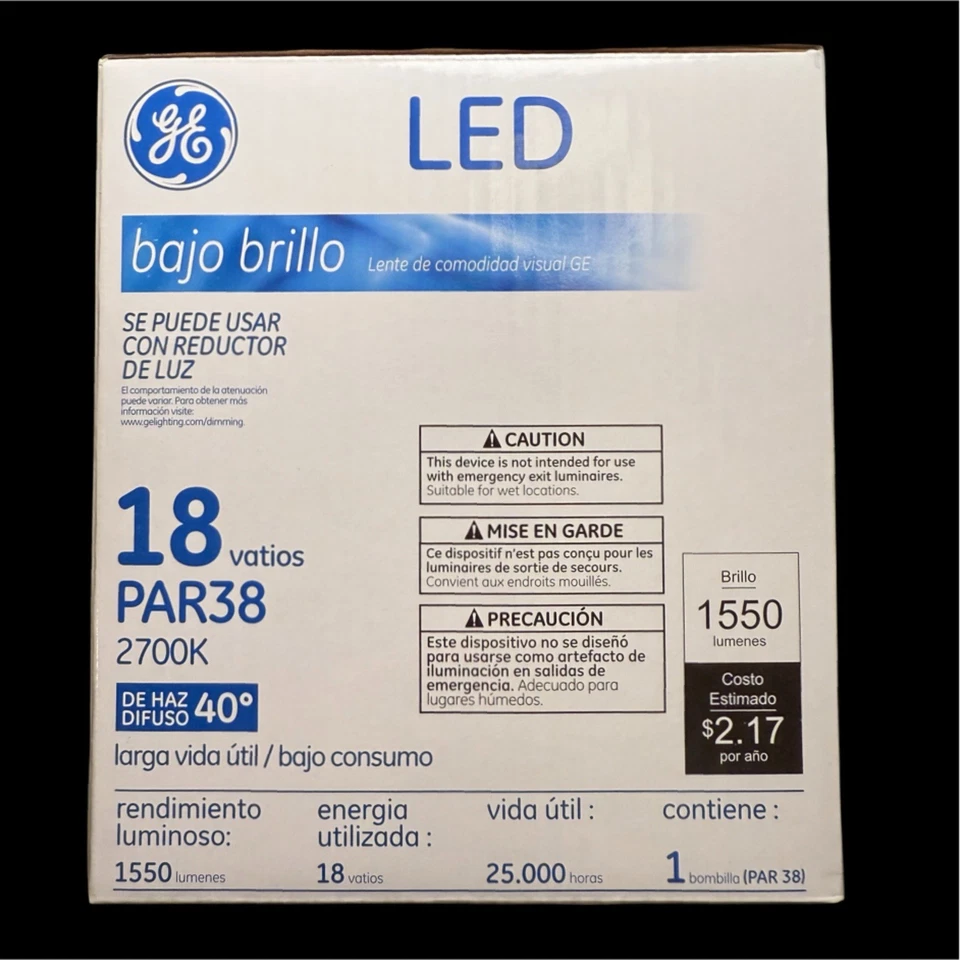 GE
LED
bajo brillo Lente de comodidad visual GE
SE PUEDE USAR
CON REDUCTOR
DE LUZ
El comportamiento de la atenuación
puede variar. Para obtener más
información visite:
www.gelighting.com/dimming.
18 vatios
PAR38
2700K
DE HAZ
DIFUSO 40°
larga vida útil / bajo consumo
⚠ CAUTION
This device is not intended for use
with emergency exit luminaires.
Suitable for wet locations.
⚠ MISE EN GARDE
Ce dispositif n'est pas conçu pour les
luminaires de sortie de secours.
Convient aux endroits mouillés.
⚠ PRECAUCIÓN
Este dispositivo no se diseñó
para usarse como artefacto de
iluminación en salidas de
emergencia. Adecuado para
lugares húmedos.
Brillo
1550
lumenes
Costo
Estimado
$2.17
por año
rendimiento
luminoso:
1550 lumenes
energia
utilizada :
18 vatios
vida útil :
25.000 horas
contiene :
1 bombilla (PAR 38)